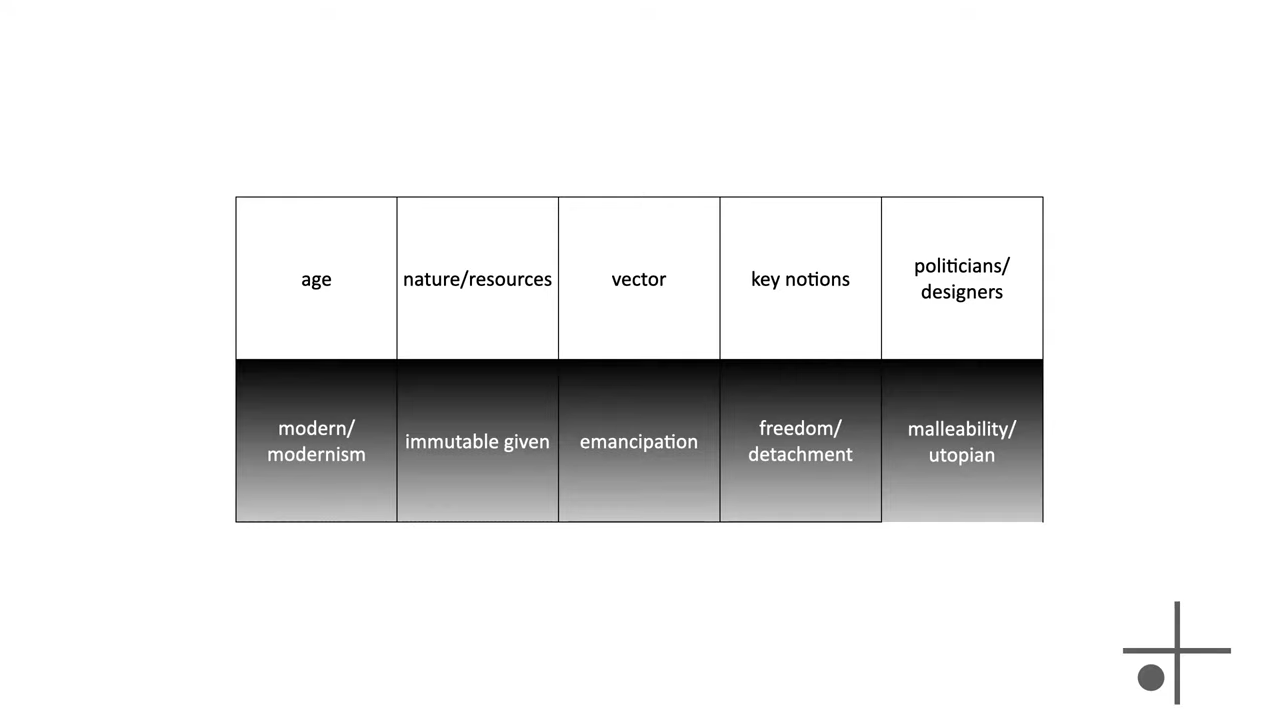 age
nature/resources
vector
key notions
politicians/
designers
modern/
modernism
immutable given
emancipation
freedom/
detachment
malleability/
utopian